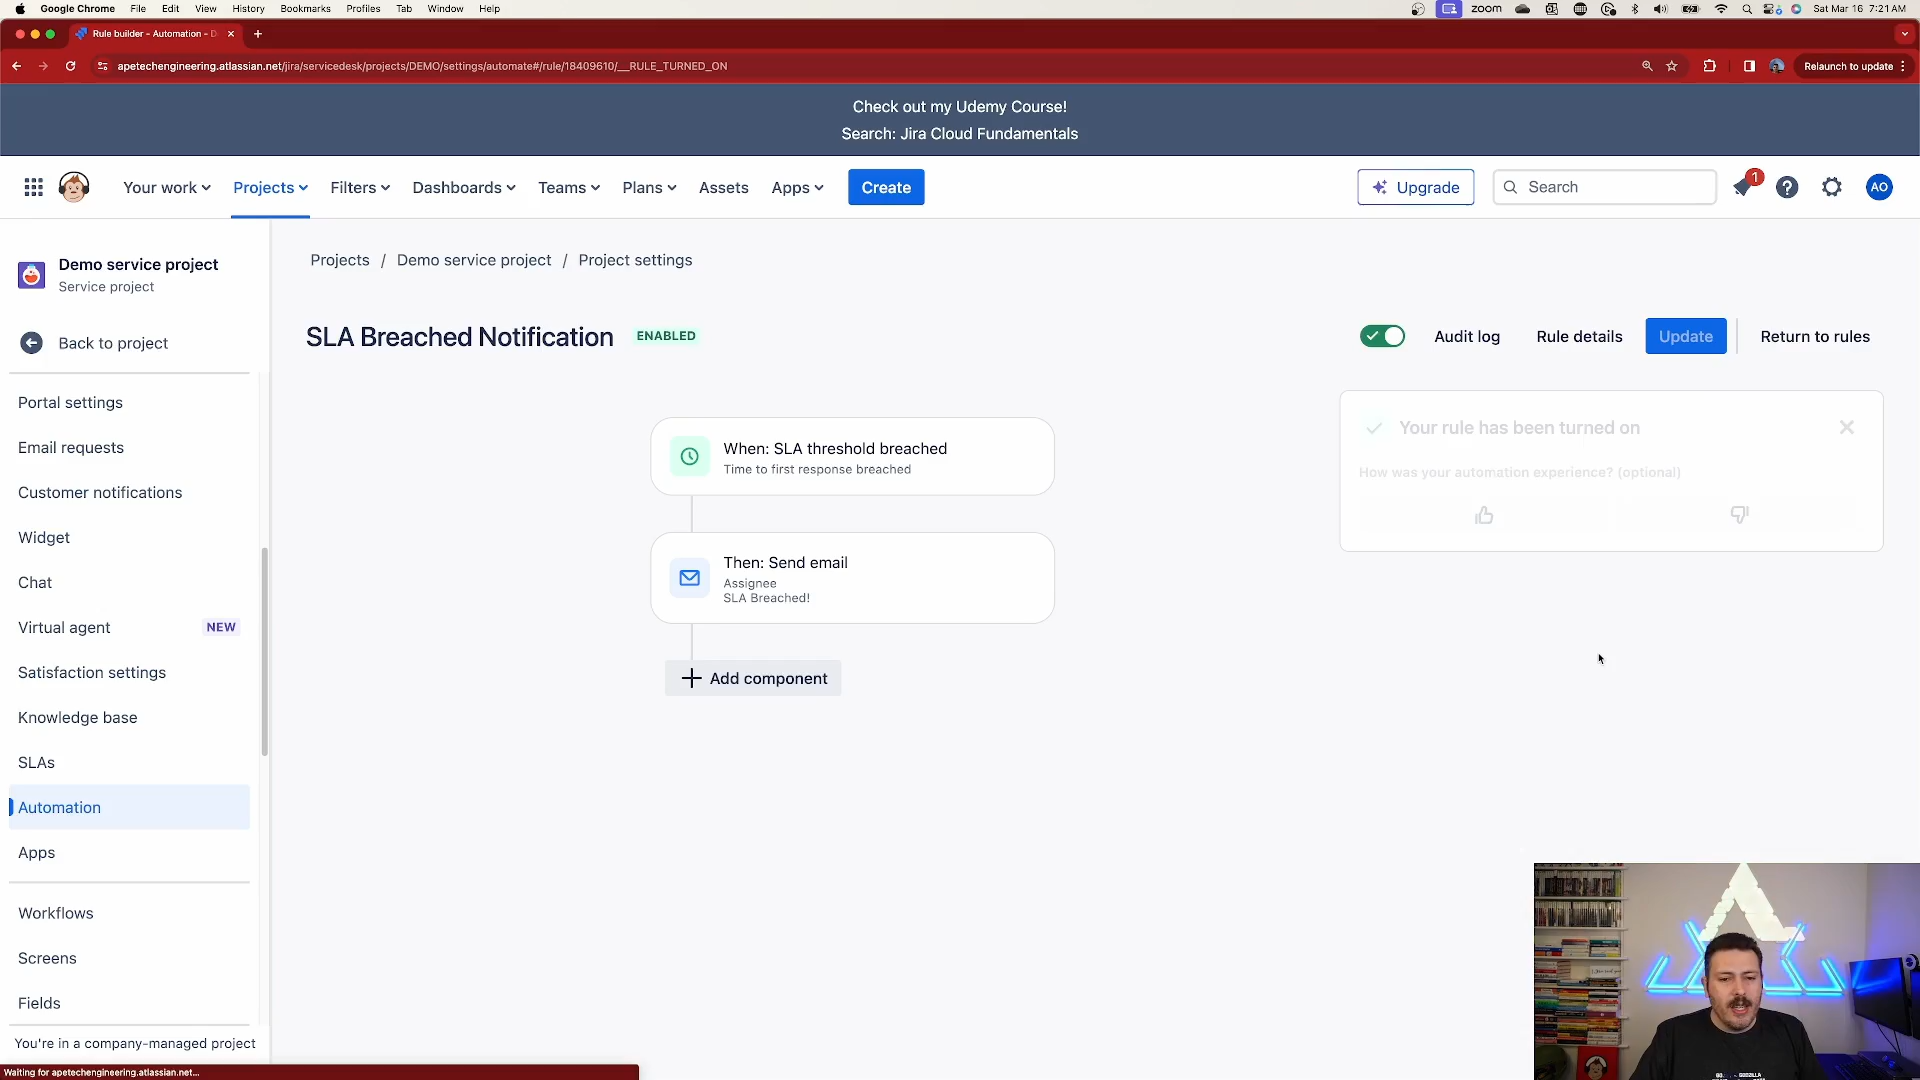 Google Chrome File Edit View History Bookmarks Profiles Tab Window Help
zoom
Sat Mar 16 7:21 AM
Rule builder - Automation - D
apetechengineering.atlassian.net/jira/servicedesk/projects/DEMO/settings/automate#/rule/18409610/__RULE_TURNED_ON
Relaunch to update
Check out my Udemy Course!
Search: Jira Cloud Fundamentals
Your work
Projects
Filters
Dashboards
Teams
Plans
Assets
Apps
Create
Upgrade
Search
1
AO
Demo service project
Service project
Back to project
Portal settings
Email requests
Customer notifications
Widget
Chat
Virtual agent
NEW
Satisfaction settings
Knowledge base
SLAs
Automation
Apps
Workflows
Screens
Fields
You're in a company-managed project
Waiting for apetechengineering.atlassian.net...
Projects / Demo service project / Project settings
SLA Breached Notification
ENABLED
Audit log
Rule details
Update
Return to rules
When: SLA threshold breached
Time to first response breached
Then: Send email
Assignee
SLA Breached!
Add component
Your rule has been turned on
How was your automation experience? (optional)